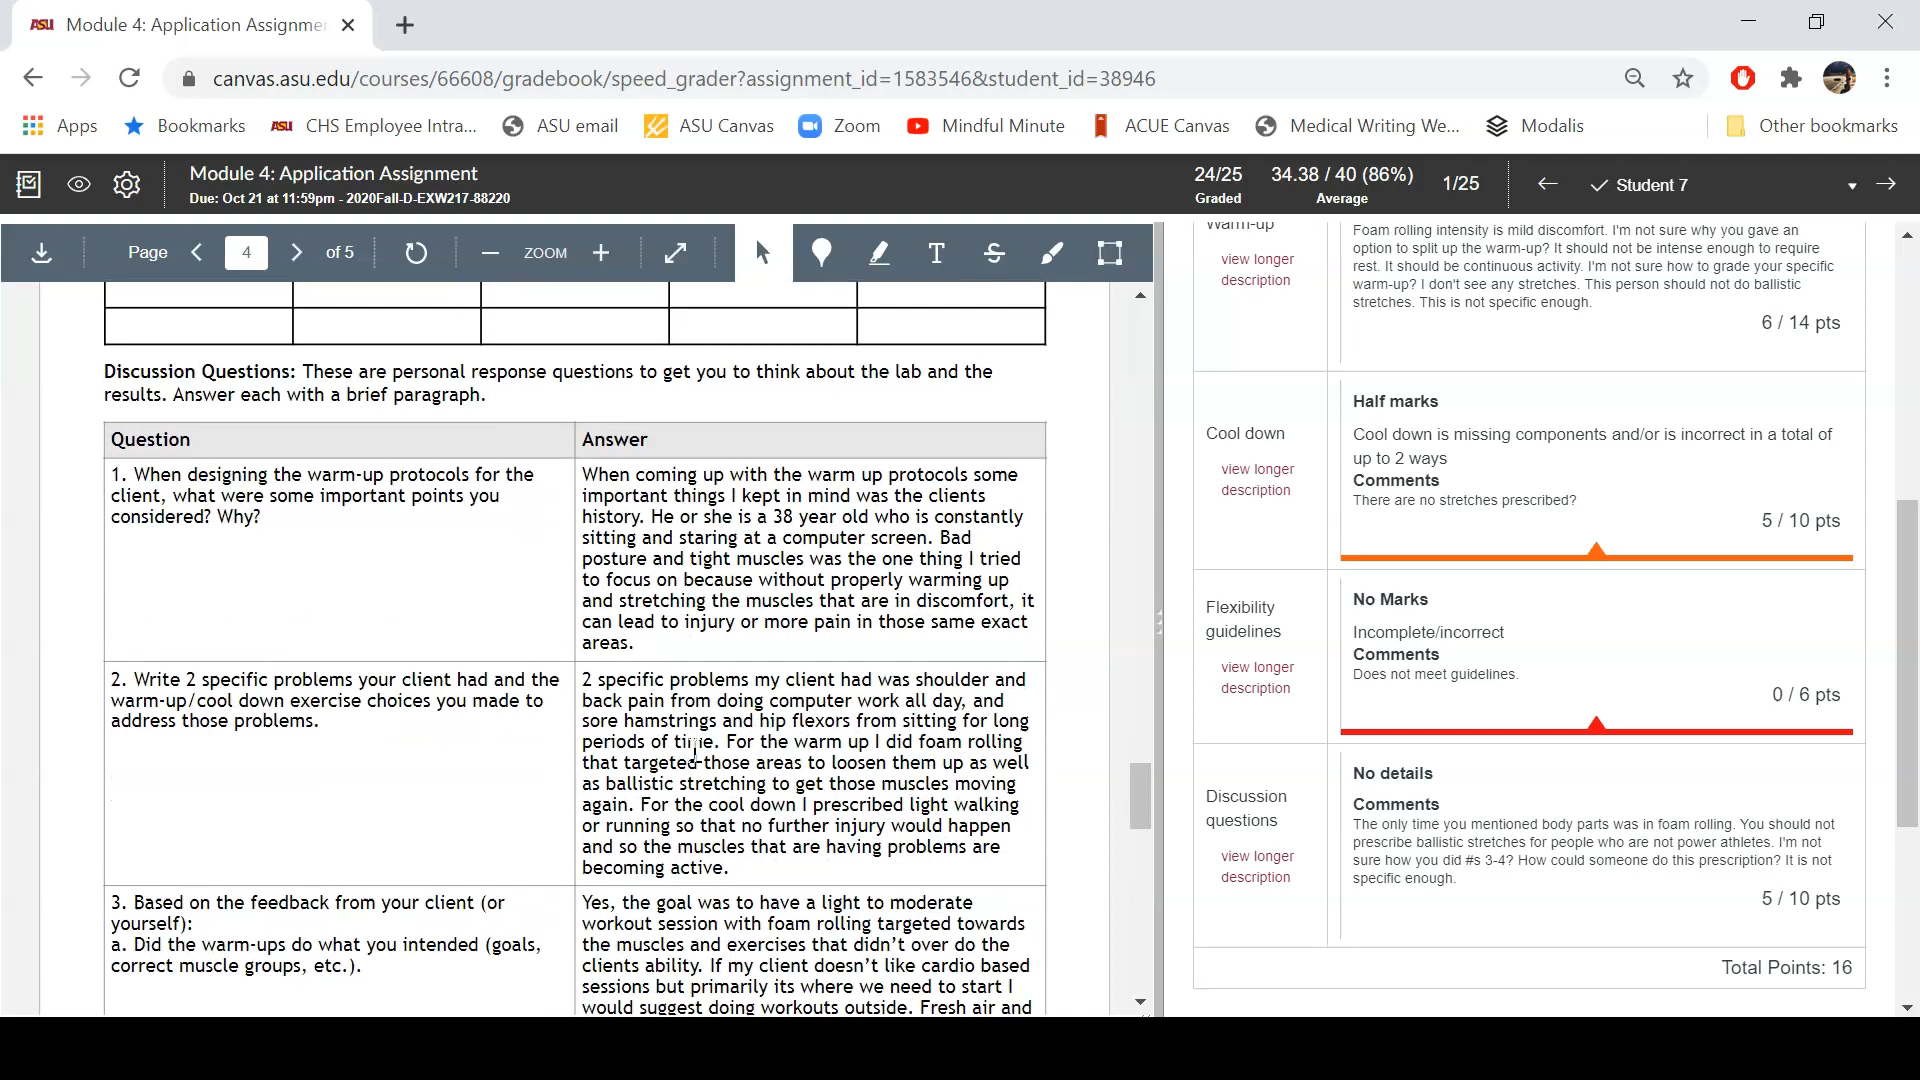 ASU Module 4: Application Assignme
canvas.asu.edu/courses/66608/gradebook/speed_grader?assignment_id=1583546&student_id=38946
Apps Bookmarks ASU CHS Employee Intra... ASU email ASU Canvas Zoom Mindful Minute ACUE Canvas Medical Writing We... Modalis Other bookmarks
Module 4: Application Assignment
Due: Oct 21 at 11:59pm - 2020Fall-D-EXW217-88220
24/25
Graded
34.38 / 40 (86%)
Average
1/25
Student 7
Page 4 of 5 ZOOM T S
Discussion Questions: These are personal response questions to get you to think about the lab and the
results. Answer each with a brief paragraph.
Question
Answer
1. When designing the warm-up protocols for the
client, what were some important points you
considered? Why?
When coming up with the warm up protocols some
important things I kept in mind was the clients
history. He or she is a 38 year old who is constantly
sitting and staring at a computer screen. Bad
posture and tight muscles was the one thing I tried
to focus on because without properly warming up
and stretching the muscles that are in discomfort, it
can lead to injury or more pain in those same exact
areas.
2. Write 2 specific problems your client had and the
warm-up/cool down exercise choices you made to
address those problems.
2 specific problems my client had was shoulder and
back pain from doing computer work all day, and
sore hamstrings and hip flexors from sitting for long
periods of time. For the warm up I did foam rolling
that targeted those areas to loosen them up as well
as ballistic stretching to get those muscles moving
again. For the cool down I prescribed light walking
or running so that no further injury would happen
and so the muscles that are having problems are
becoming active.
3. Based on the feedback from your client (or
yourself):
a. Did the warm-ups do what you intended (goals,
correct muscle groups, etc.).
Yes, the goal was to have a light to moderate
workout session with foam rolling targeted towards
the muscles and exercises that didn't over do the
clients ability. If my client doesn't like cardio based
sessions but primarily its where we need to start I
would suggest doing workouts outside. Fresh air and
Warm-up
view longer
description
Foam rolling intensity is mild discomfort. I'm not sure why you gave an
option to split up the warm-up? It should not be intense enough to require
rest. It should be continuous activity. I'm not sure how to grade your specific
warm-up? I don't see any stretches. This person should not do ballistic
stretches. This is not specific enough.
6 / 14 pts
Cool down
view longer
description
Half marks
Cool down is missing components and/or is incorrect in a total of
up to 2 ways
Comments
There are no stretches prescribed?
5 / 10 pts
Flexibility
guidelines
view longer
description
No Marks
Incomplete/incorrect
Comments
Does not meet guidelines.
0 / 6 pts
Discussion
questions
view longer
description
No details
Comments
The only time you mentioned body parts was in foam rolling. You should not
prescribe ballistic stretches for people who are not power athletes. I'm not
sure how you did #s 3-4? How could someone do this prescription? It is not
specific enough.
5 / 10 pts
Total Points: 16